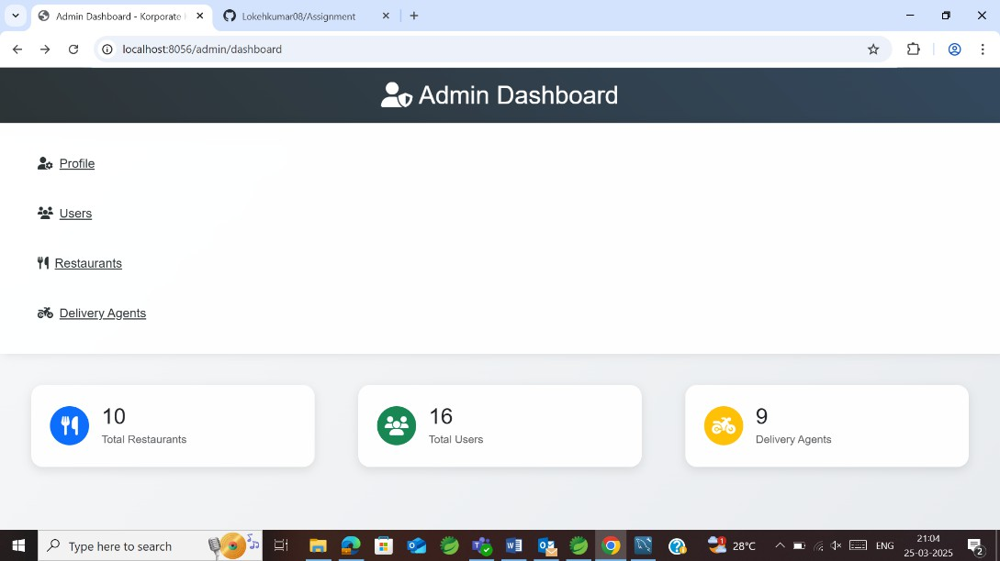 Admin Dashboard - Korporate
Lokehkumar08/Assignment
localhost:8056/admin/dashboard
Admin Dashboard
Profile
Users
Restaurants
Delivery Agents
10
Total Restaurants
16
Total Users
9
Delivery Agents
Type here to search
28°C
ENG
21:04
25-03-2025
2